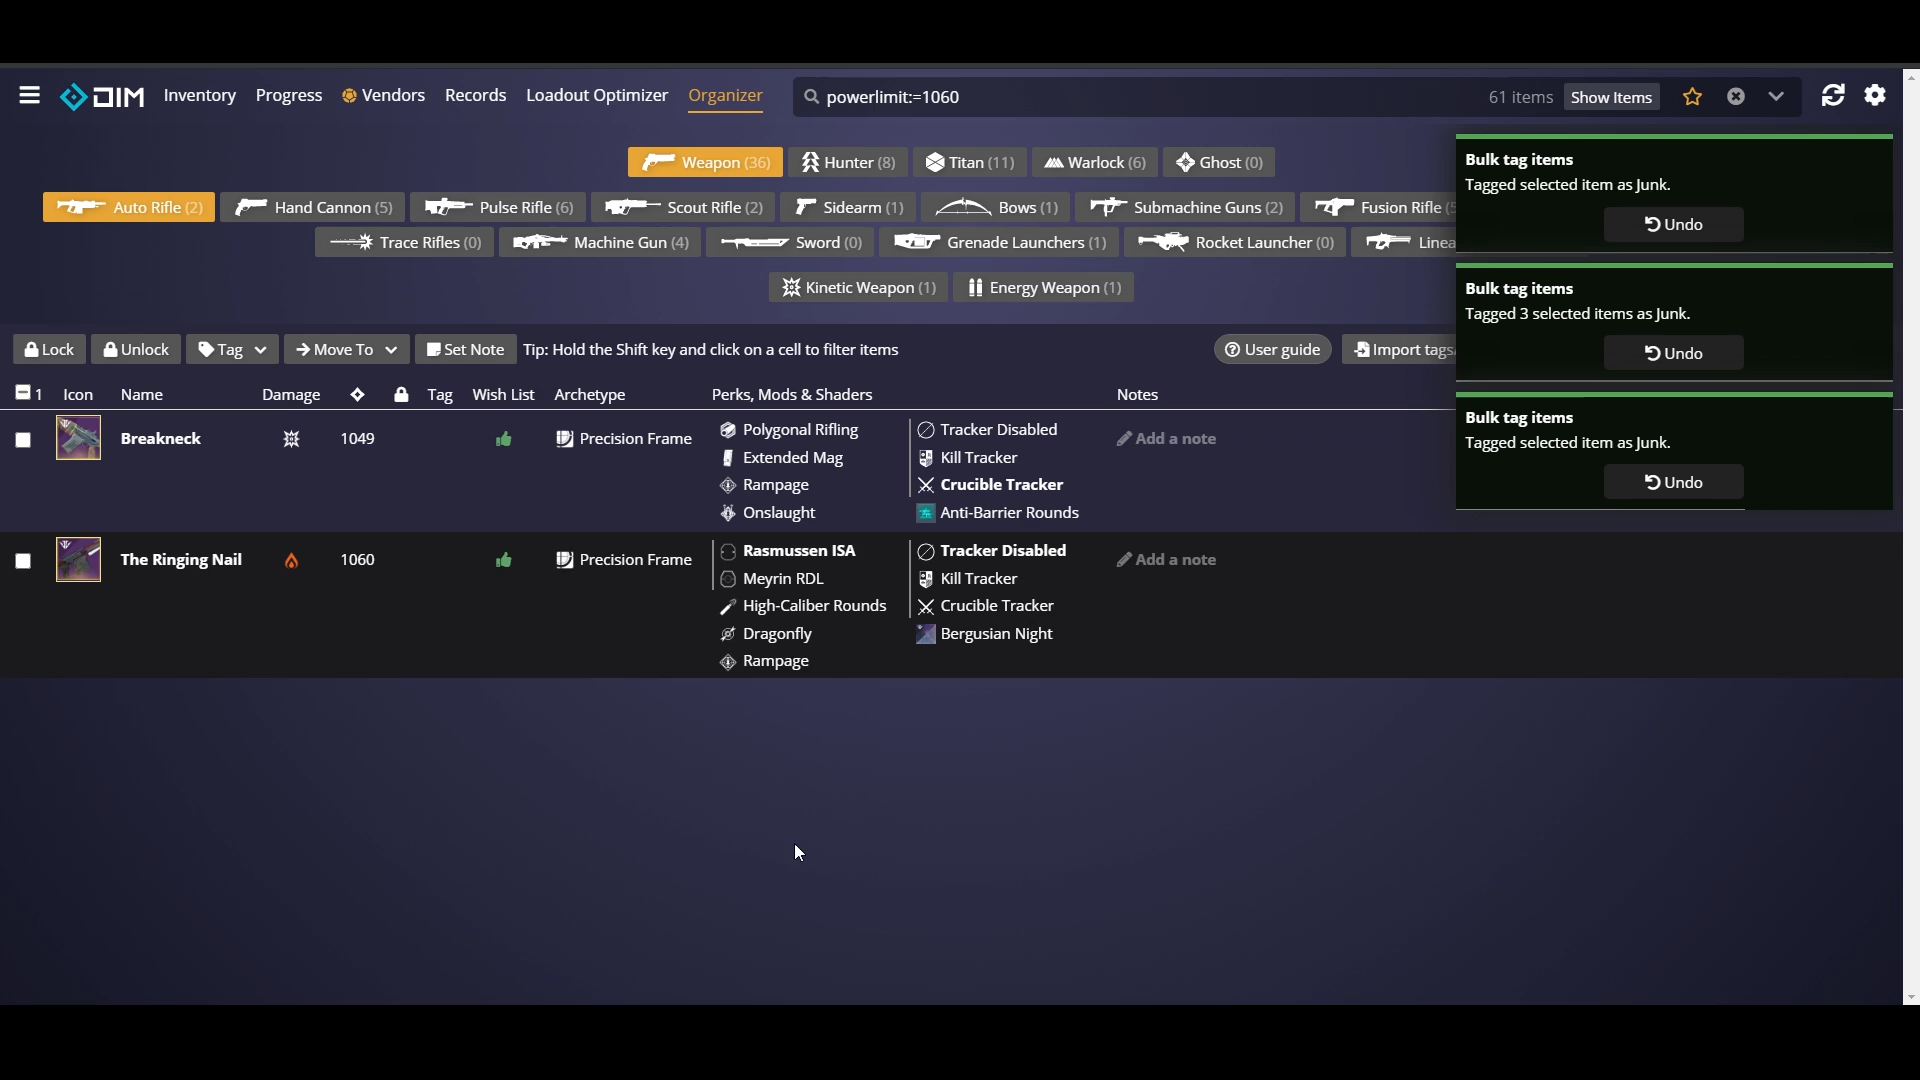 DIM Inventory Progress Vendors Records Loadout Optimizer Organizer powerlimit:=1060 61 items Show Items
Weapon (36) Hunter (8) Titan (11) Warlock (6) Ghost (0)
Auto Rifle (2) Hand Cannon (5) Pulse Rifle (6) Scout Rifle (2) Sidearm (1) Bows (1) Submachine Guns (2) Fusion Rifle
Trace Rifles (0) Machine Gun (4) Sword (0) Grenade Launchers (1) Rocket Launcher (0) Linea
Kinetic Weapon (1) Energy Weapon (1)
Bulk tag items
Tagged selected item as Junk.
Undo
Bulk tag items
Tagged 3 selected items as Junk.
Undo
Bulk tag items
Tagged selected item as Junk.
Undo
Lock Unlock Tag Move To Set Note Tip: Hold the Shift key and click on a cell to filter items User guide Import tags
1 Icon Name Damage Tag Wish List Archetype Perks, Mods & Shaders Notes
Breakneck 1049 Precision Frame Add a note
Polygonal Rifling
Extended Mag
Rampage
Onslaught
Tracker Disabled
Kill Tracker
Crucible Tracker
Anti-Barrier Rounds
The Ringing Nail 1060 Precision Frame Add a note
Rasmussen ISA
Meyrin RDL
High-Caliber Rounds
Dragonfly
Rampage
Tracker Disabled
Kill Tracker
Crucible Tracker
Bergusian Night